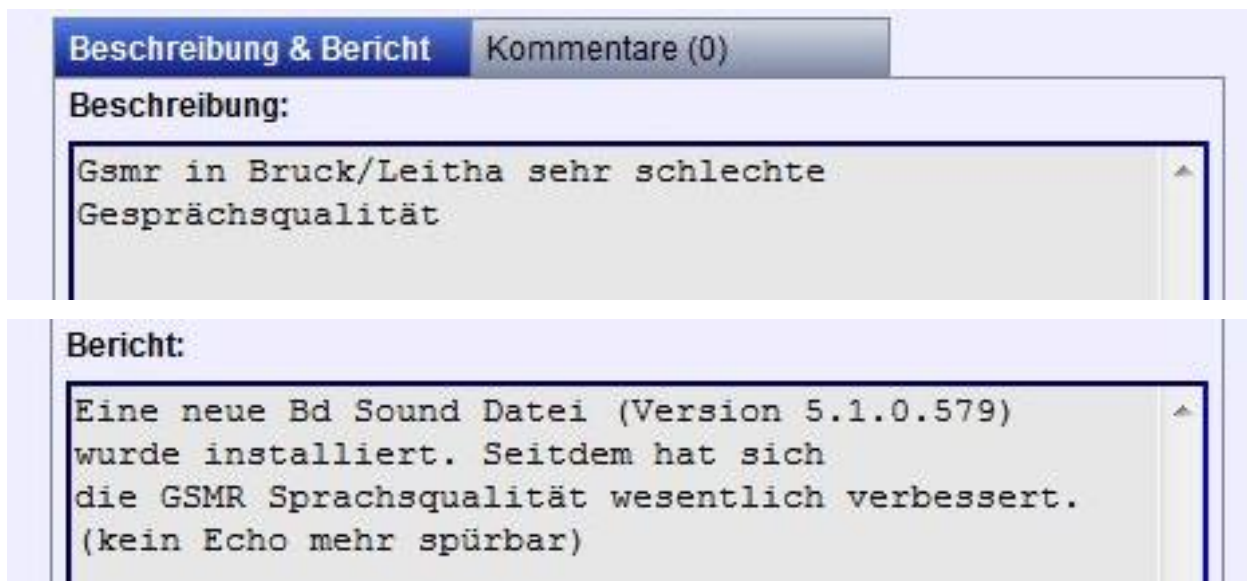 Beschreibung & Bericht Kommentare (0)
Beschreibung:
Gsmr in Bruck/Leitha sehr schlechte
Gesprächsqualität
Bericht:
Eine neue Bd Sound Datei (Version 5.1.0.579)
wurde installiert. Seitdem hat sich
die GSMR Sprachsqualität wesentlich verbessert.
(kein Echo mehr spürbar)